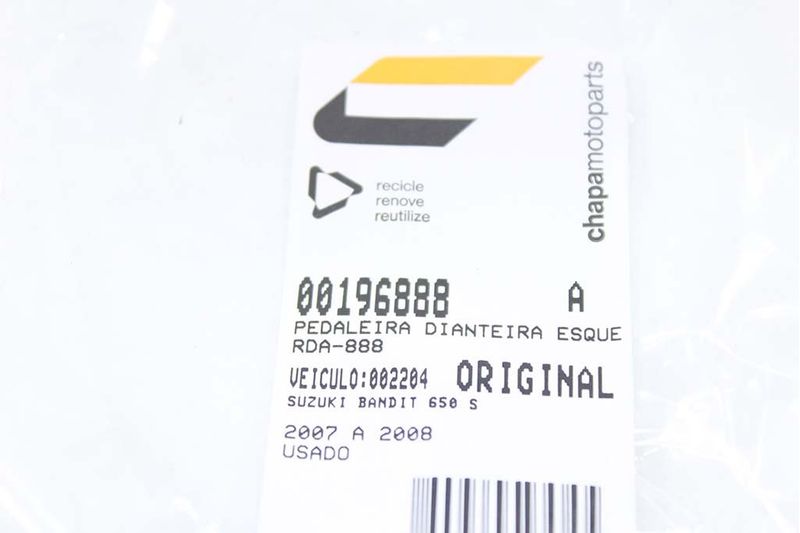 chapamotoparts
recicle
renove
reutilize
00196888 A
PEDALEIRA DIANTEIRA ESQUE
RDA-888
VEICULO:002204 ORIGINAL
SUZUKI BANDIT 650 S
2007 A 2008
USADO